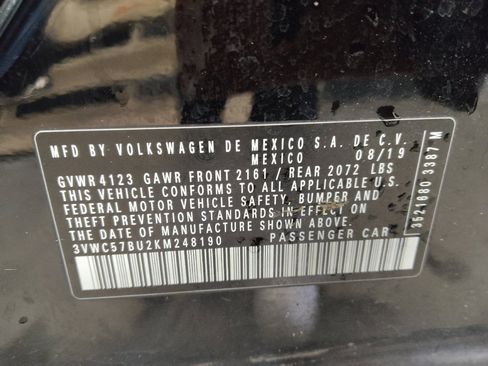 MFD BY VOLKSWAGEN DE MEXICO S.A. DE C.V.
MEXICO 08/19
GVWR 4123 GAWR FRONT 2161 / REAR 2072 LBS
THIS VEHICLE CONFORMS TO ALL APPLICABLE U.S.
FEDERAL MOTOR VEHICLE SAFETY, BUMPER AND
THEFT PREVENTION STANDARDS IN EFFECT ON THE
DATE OF MANUFACTURE SHOWN ABOVE.
3VWC57BU2KM248190 PASSENGER CAR